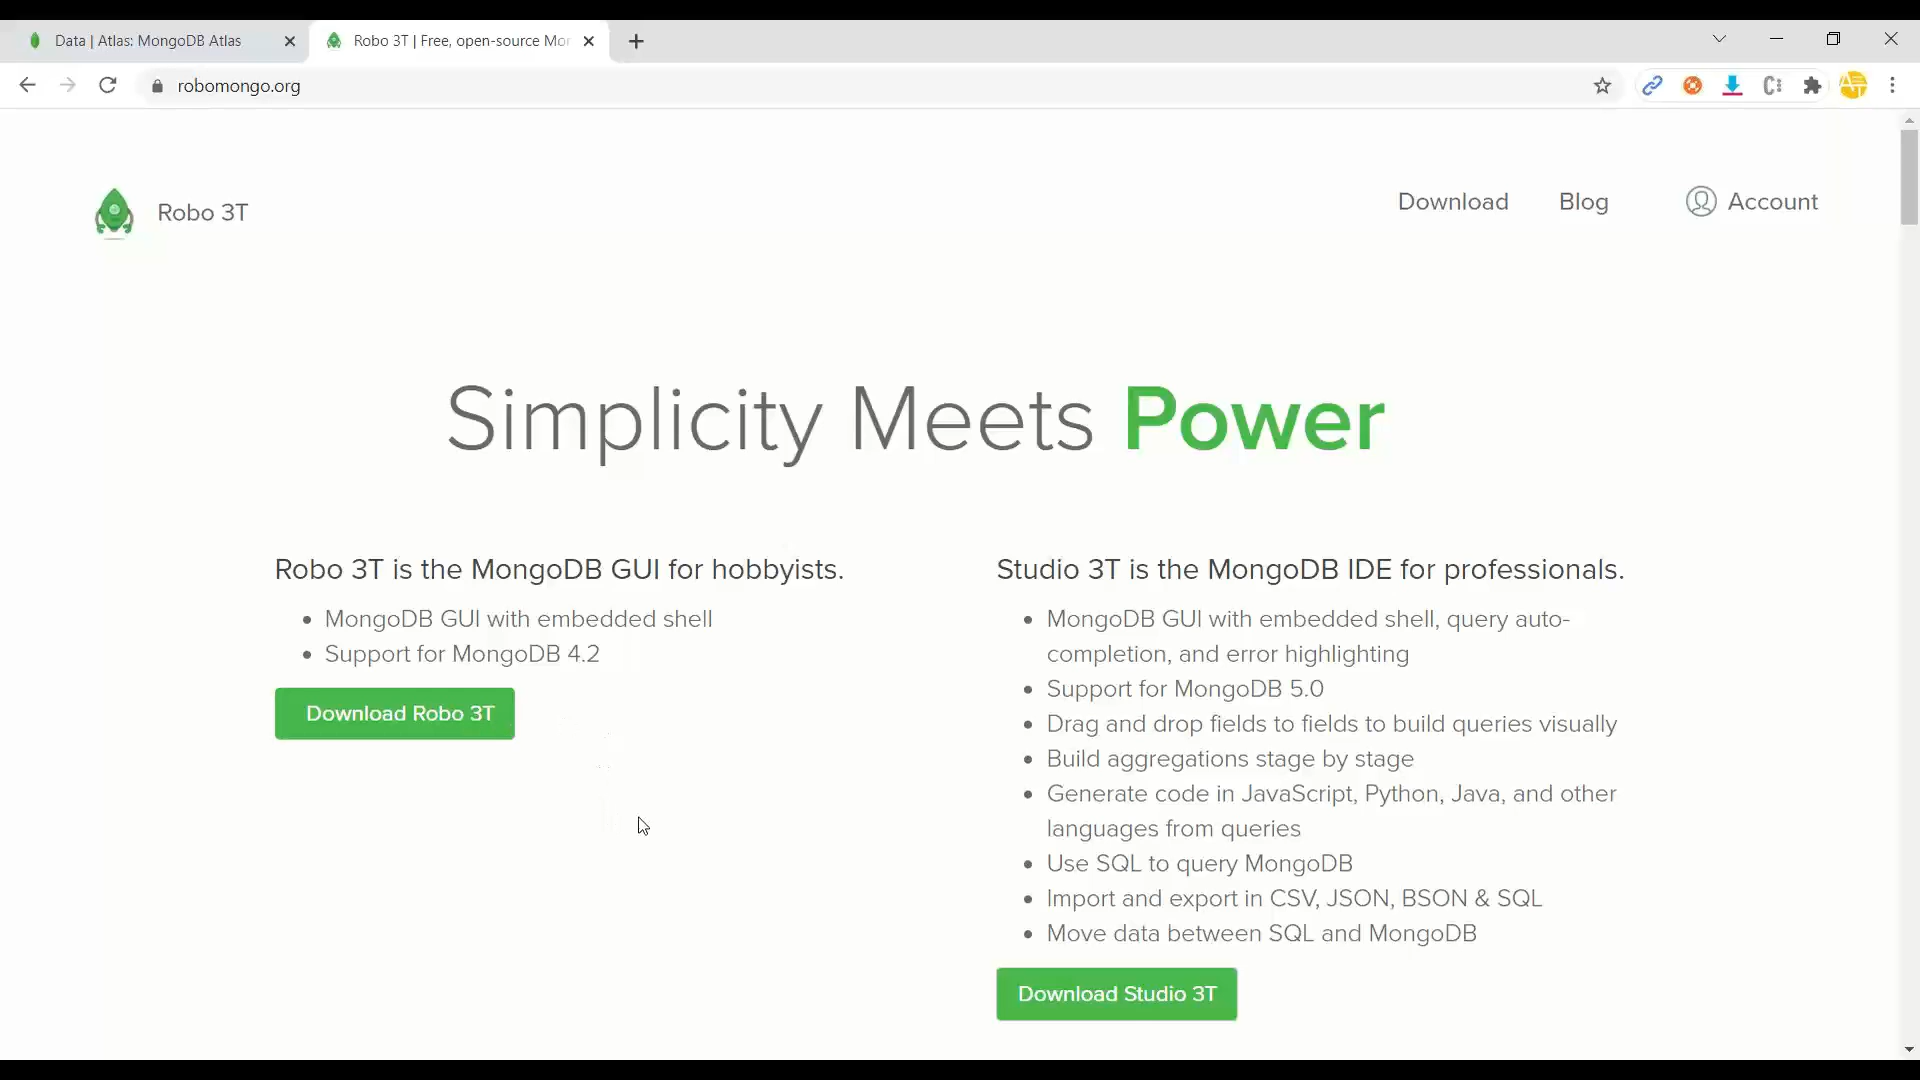 Data | Atlas: MongoDB Atlas
Robo 3T | Free, open-source Mor
robomongo.org
Robo 3T
Download
Blog
Account
Simplicity Meets Power
Robo 3T is the MongoDB GUI for hobbyists.
• MongoDB GUI with embedded shell
• Support for MongoDB 4.2
Download Robo 3T
Studio 3T is the MongoDB IDE for professionals.
• MongoDB GUI with embedded shell, query auto-
completion, and error highlighting
• Support for MongoDB 5.0
• Drag and drop fields to fields to build queries visually
• Build aggregations stage by stage
• Generate code in JavaScript, Python, Java, and other
languages from queries
• Use SQL to query MongoDB
• Import and export in CSV, JSON, BSON & SQL
• Move data between SQL and MongoDB
Download Studio 3T